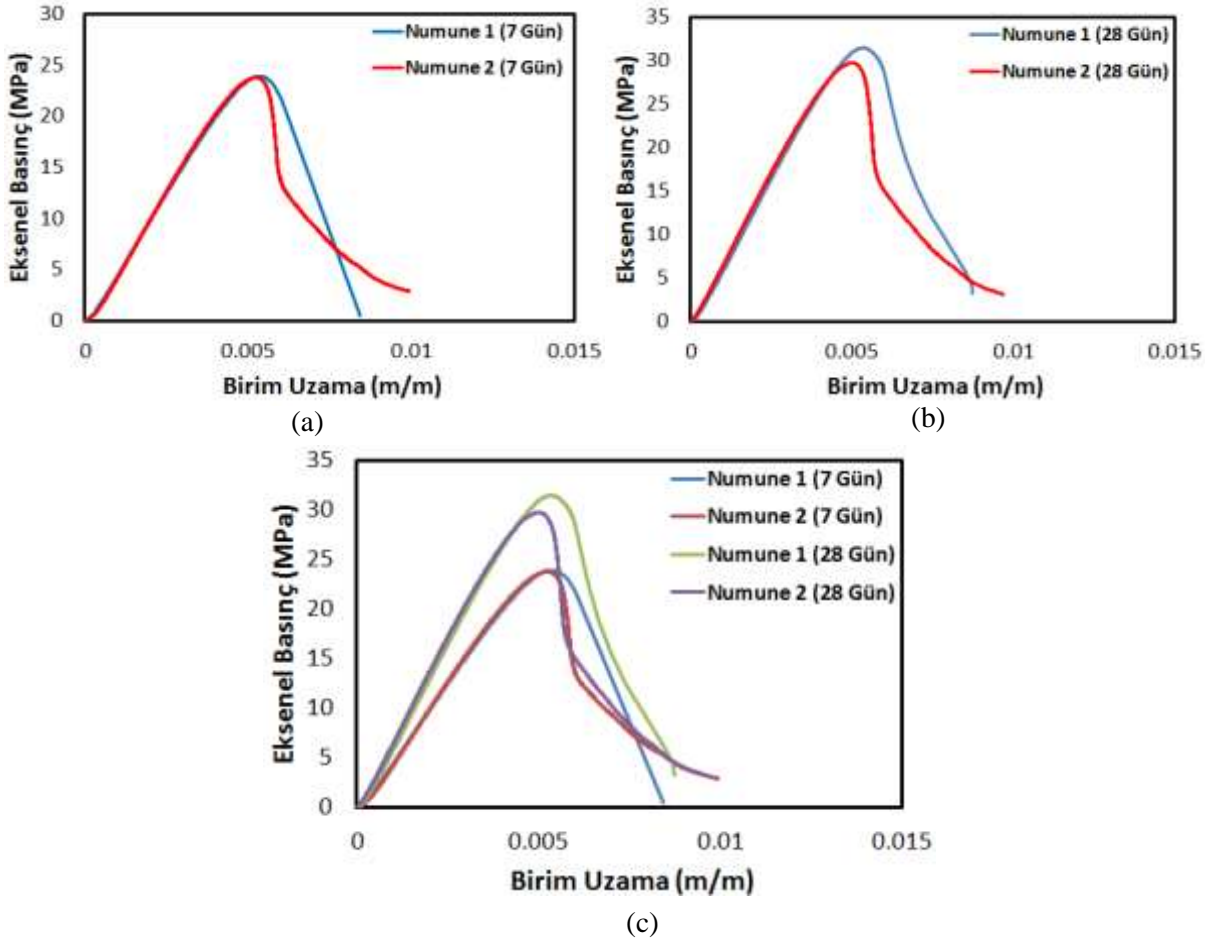 Eksenel Basınç (MPa)
30
25
20
15
10
5
0
Numune 1 (7 Gün)
Numune 2 (7 Gün)
0
0.005
0.01
0.015
Birim Uzama (m/m)
(a)
Eksenel Basınç (MPa)
35
30
25
20
15
10
5
0
Numune 1 (28 Gün)
Numune 2 (28 Gün)
0
0.005
0.01
0.015
Birim Uzama (m/m)
(b)
Eksenel Basınç (MPa)
35
30
25
20
15
10
5
0
Numune 1 (7 Gün)
Numune 2 (7 Gün)
Numune 1 (28 Gün)
Numune 2 (28 Gün)
0
0.005
0.01
0.015
Birim Uzama (m/m)
(c)